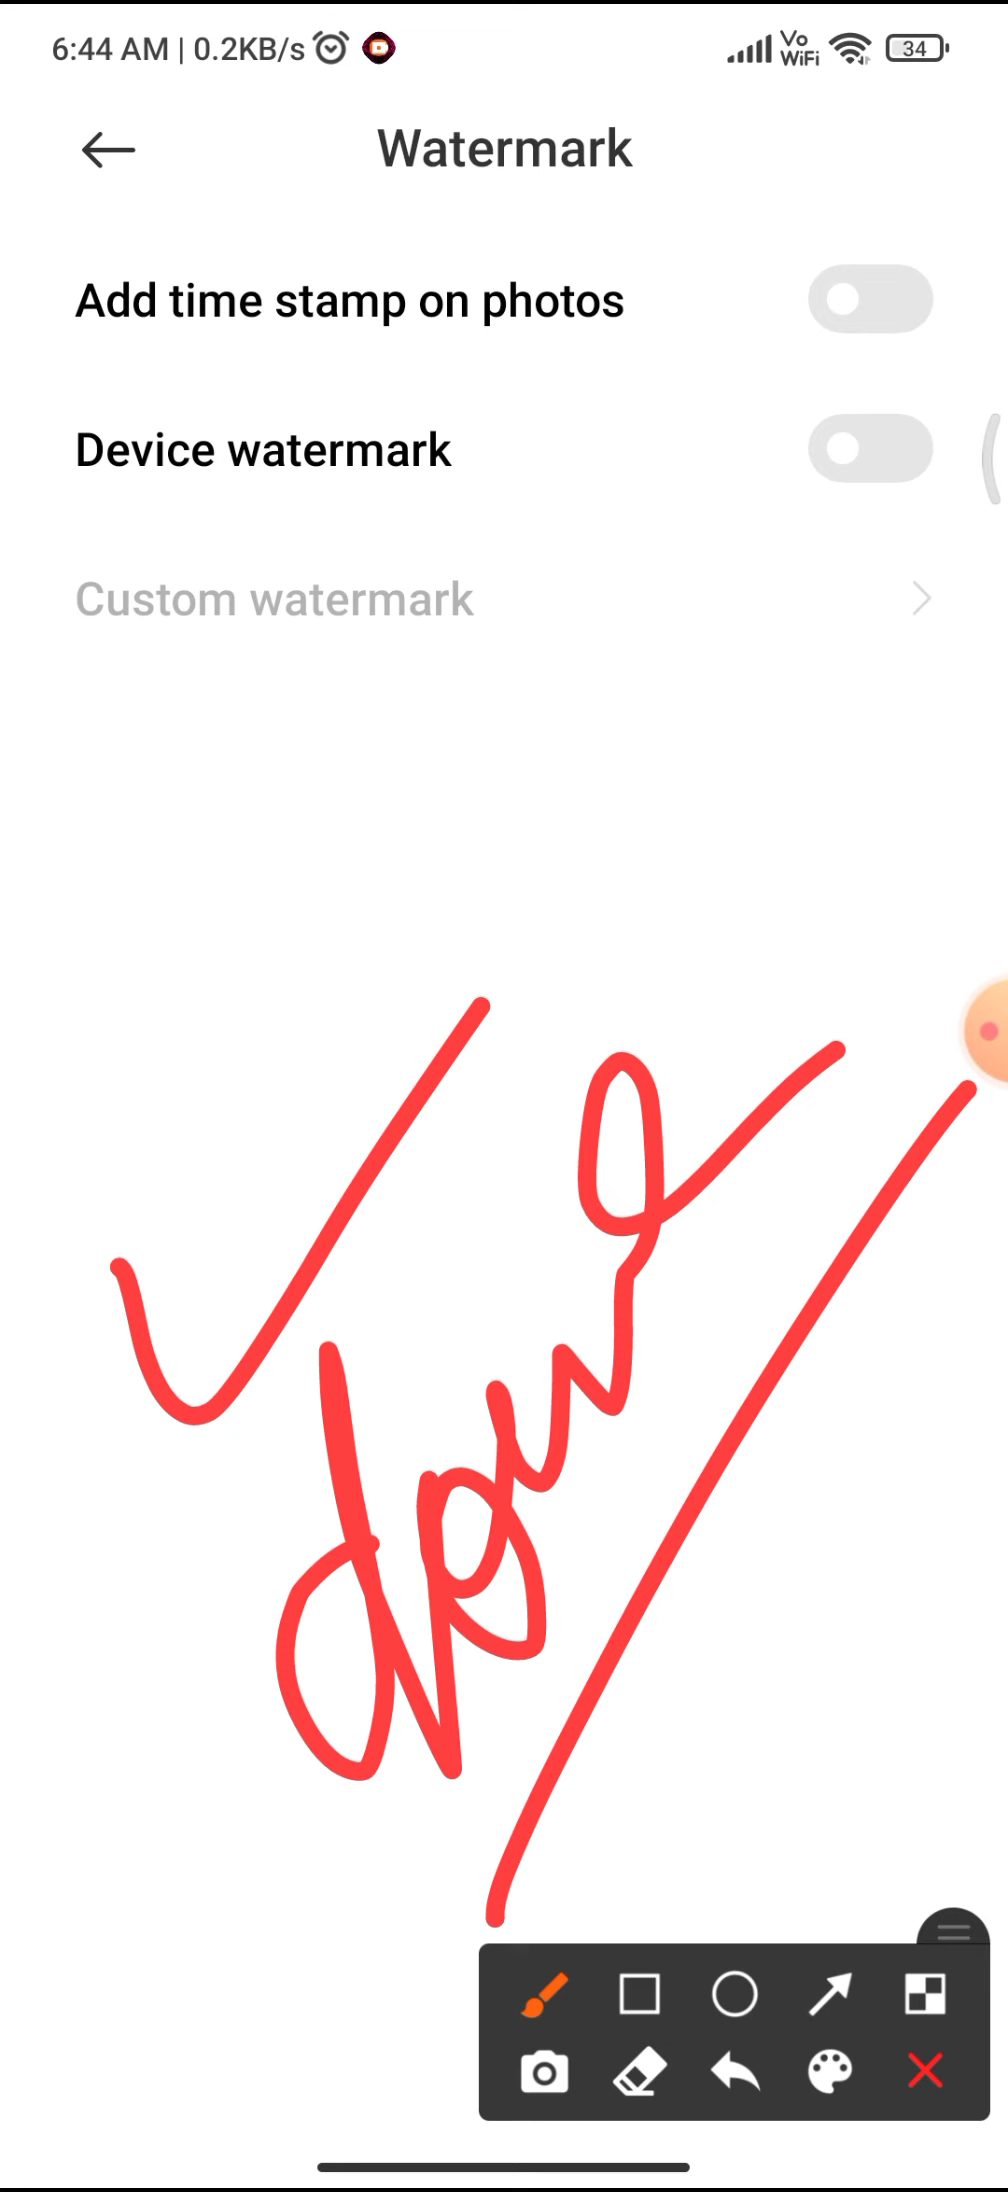 6:44 AM | 0.2KB/s Vo WiFi 34
Watermark
Add time stamp on photos
Device watermark
Custom watermark
done